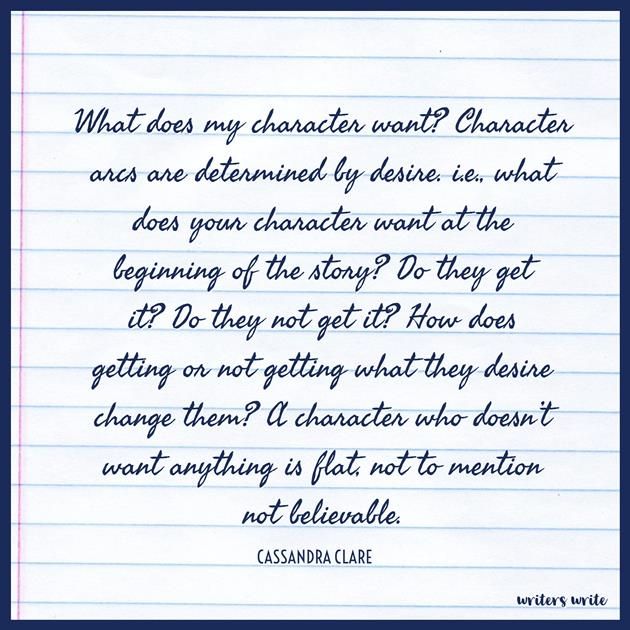 What does my character want? Character
arcs are determined by desire. i.e., what
does your character want at the
beginning of the story? Do they get
it? Do they not get it? How does
getting or not getting what they desire
change them? A character who doesn't
want anything is flat, not to mention
not believable.
CASSANDRA CLARE
writers write